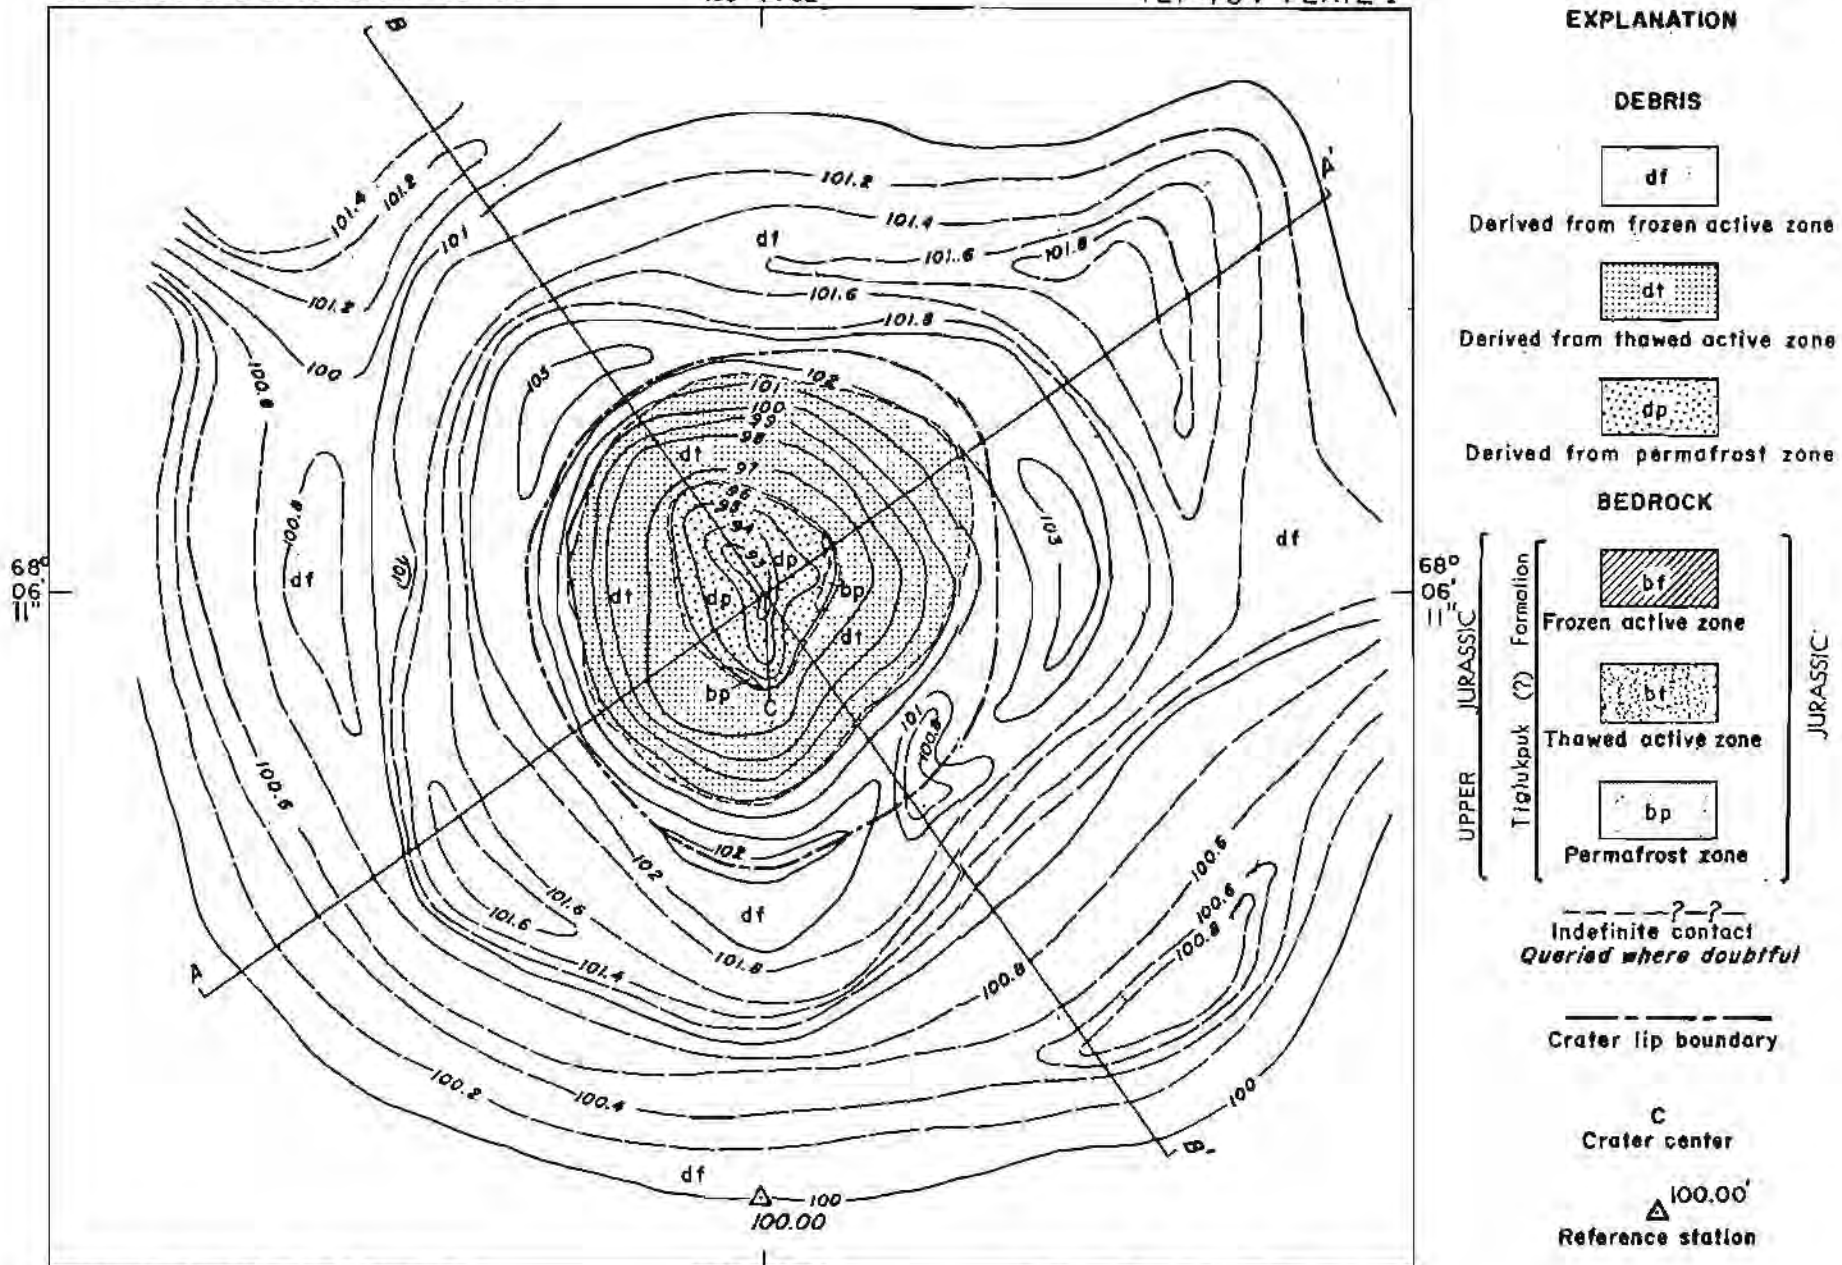 EXPLANATION
DEBRIS
df
Derived from frozen active zone
dt
Derived from thawed active zone
dp
Derived from permafrost zone
BEDROCK
UPPER JURASSIC
Tiglukpuk (?) Formation
bf
Frozen active zone
bt
Thawed active zone
bp
Permafrost zone
JURASSIC
?—?
Indefinite contact
Queried where doubtful
Crater lip boundary
C
Crater center
100.00'
Reference station
B
A'
A
B'
68°
06'
11"
68°
06'
11"
101.4
101.2
101
101.2
100
100.8
101.2
101.4
df
101.6
101.8
101.6
101.8
103
102
101
100
99
98
dt
97
96
95
94
93
dp
dp
bp
dt
dt
bp
C
100.8
df
101
103
df
101
100.8
100.6
102
102
101.6
101.6
df
101.8
101.4
100.6
100.6
100.8
100.8
100.2
100.4
100
df
100
100.00